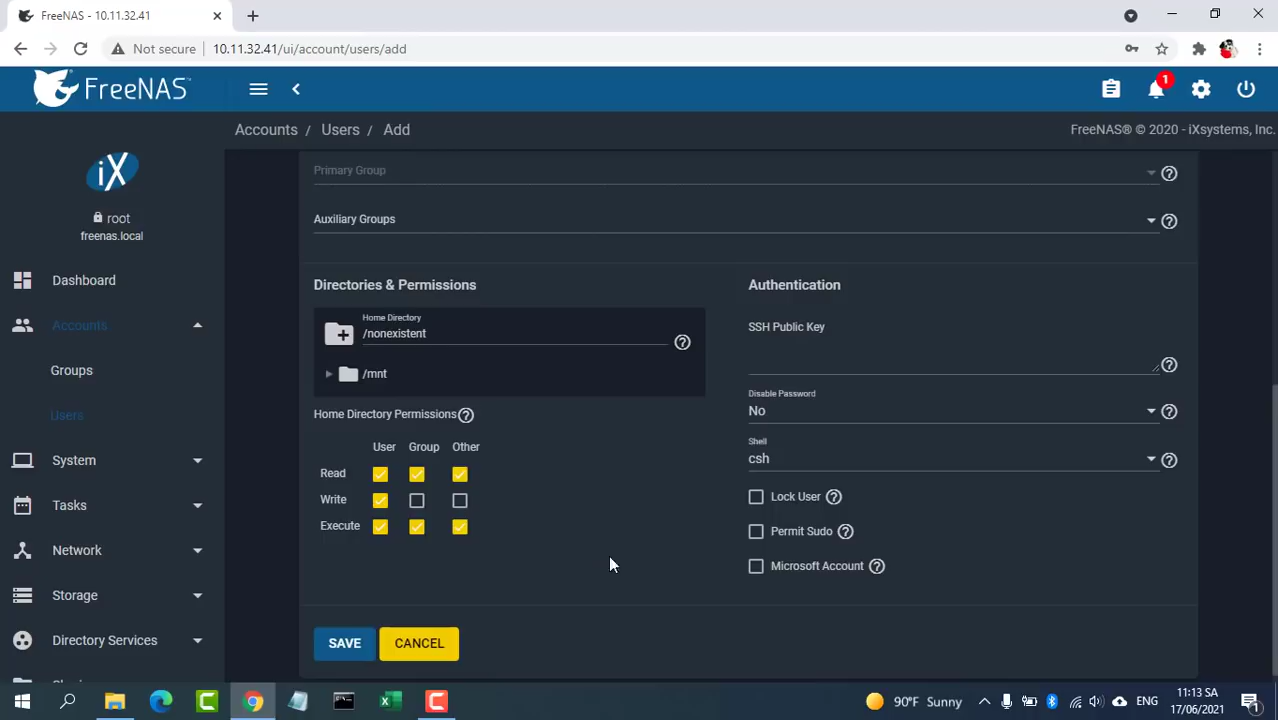 FreeNAS - 10.11.32.41
Not secure 10.11.32.41/ui/account/users/add
FreeNAS
1
Accounts / Users / Add
FreeNAS® © 2020 - iXsystems, Inc.
iX
root
freenas.local
Dashboard
Accounts
Groups
Users
System
Tasks
Network
Storage
Directory Services
Primary Group
Auxiliary Groups
Directories & Permissions
Home Directory
/nonexistent
/mnt
Home Directory Permissions
User Group Other
Read
Write
Execute
Authentication
SSH Public Key
Disable Password
No
Shell
csh
Lock User
Permit Sudo
Microsoft Account
SAVE CANCEL
90°F Sunny
ENG
11:13 SA
17/06/2021